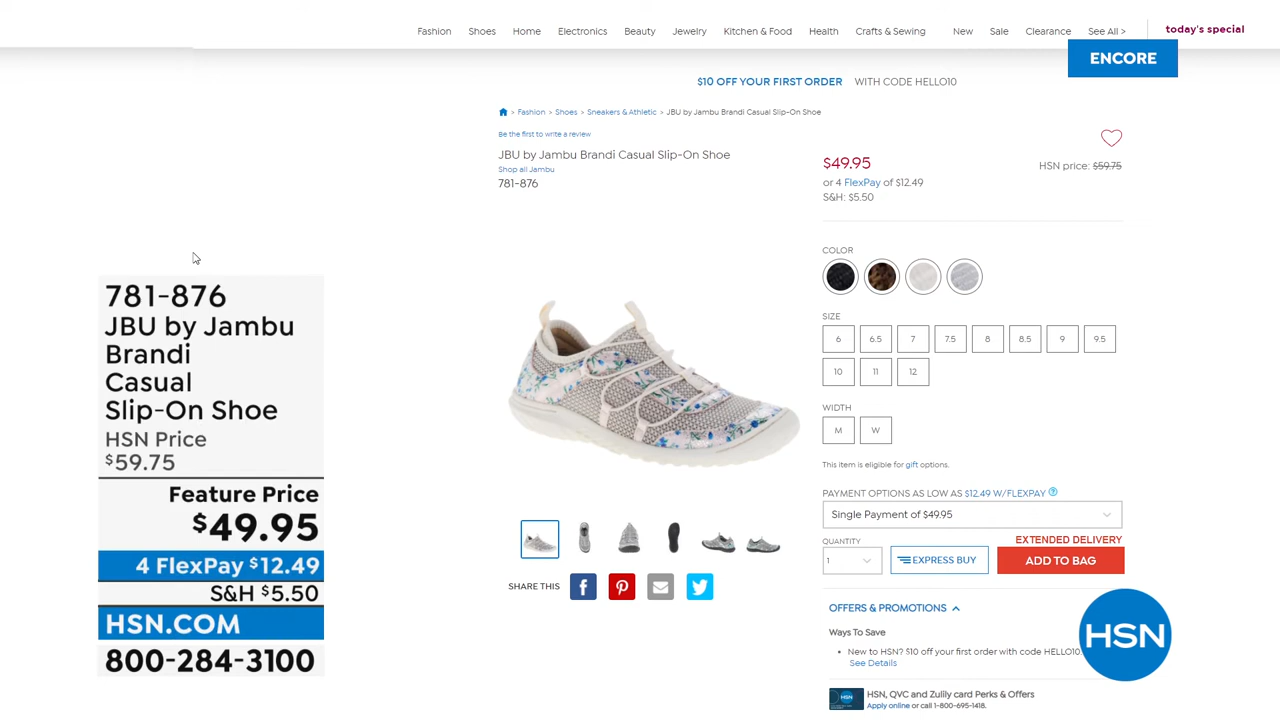 Fashion Shoes Home Electronics Beauty Jewelry Kitchen & Food Health Crafts & Sewing New Sale Clearance See All > today's special
ENCORE
$10 OFF YOUR FIRST ORDER WITH CODE HELLO10
> Fashion > Shoes > Sneakers & Athletic > JBU by Jambu Brandi Casual Slip-On Shoe
Be the first to write a review
JBU by Jambu Brandi Casual Slip-On Shoe
Shop all Jambu
781-876
$49.95
HSN price: $59.75
or 4 FlexPay of $12.49
S&H: $5.50
COLOR
SIZE
6 6.5 7 7.5 8 8.5 9 9.5
10 11 12
WIDTH
M W
This item is eligible for gift options.
PAYMENT OPTIONS AS LOW AS $12.49 W/FLEXPAY ?
Single Payment of $49.95
EXTENDED DELIVERY
QUANTITY
1
EXPRESS BUY
ADD TO BAG
SHARE THIS
OFFERS & PROMOTIONS
Ways To Save
• New to HSN? $10 off your first order with code HELLO10.
See Details
HSN, QVC and Zulily card Perks & Offers
Apply online or call 1-800-695-1418.
HSN
781-876
JBU by Jambu
Brandi
Casual
Slip-On Shoe
HSN Price
$59.75
Feature Price
$49.95
4 FlexPay $12.49
S&H $5.50
HSN.COM
800-284-3100